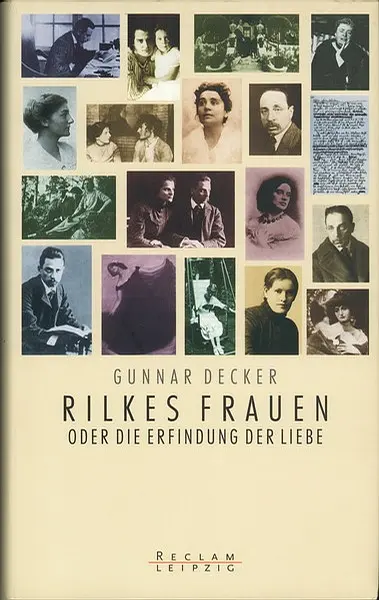 GUNNAR DECKER
RILKES FRAUEN
ODER DIE ERFINDUNG DER LIEBE
RECLAM
LEIPZIG